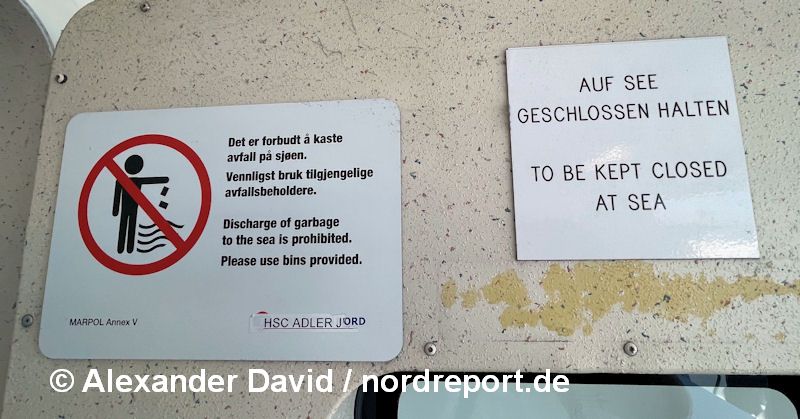 Det er forbudt å kaste
avfall på sjøen.
Vennligst bruk tilgjengelige
avfallsbeholdere.
Discharge of garbage
to the sea is prohibited.
Please use bins provided.
MARPOL Annex V
HSC ADLER
AUF SEE
GESCHLOSSEN HALTEN
TO BE KEPT CLOSED
AT SEA
© Alexander David / nordreport.de